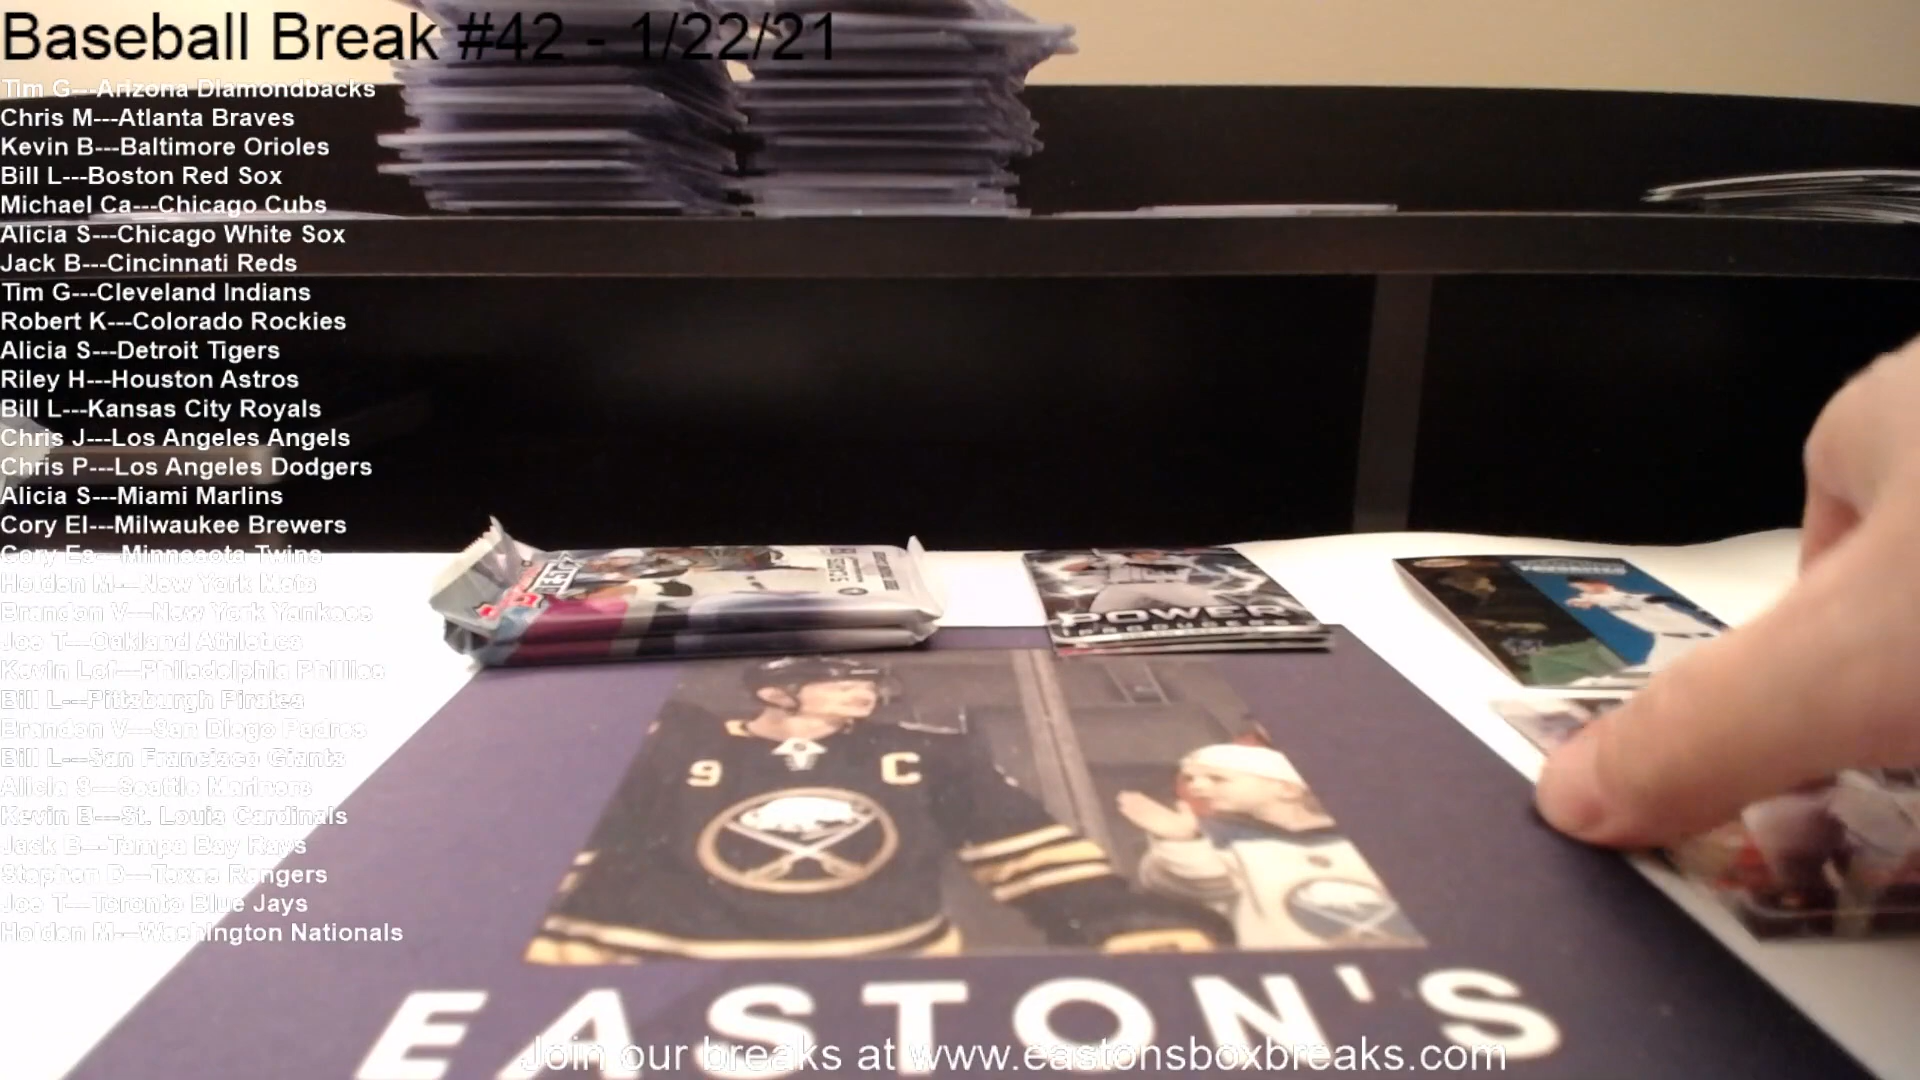 Baseball Break #42 - 1/22/21
Tim G---Arizona Diamondbacks
Chris M---Atlanta Braves
Kevin B---Baltimore Orioles
Bill L---Boston Red Sox
Michael Ca---Chicago Cubs
Alicia S---Chicago White Sox
Jack B---Cincinnati Reds
Tim G---Cleveland Indians
Robert K---Colorado Rockies
Alicia S---Detroit Tigers
Riley H---Houston Astros
Bill L---Kansas City Royals
Chris J---Los Angeles Angels
Chris P---Los Angeles Dodgers
Alicia S---Miami Marlins
Cory El---Milwaukee Brewers
Cory Es---Minnesota Twins
Holden M---New York Mets
Brandon V---New York Yankees
Joe T---Oakland Athletics
Kevin Lof---Philadelphia Phillies
Bill L---Pittsburgh Pirates
Brandon V---San Diego Padres
Bill L---San Francisco Giants
Alicia S---Seattle Mariners
Kevin B---St. Louis Cardinals
Jack B---Tampa Bay Rays
Stephen D---Texas Rangers
Joe T---Toronto Blue Jays
Holden M---Washington Nationals
POWER
PRODUCERS
9 C
EASTON'S
Join our breaks at www.eastonsboxbreaks.com